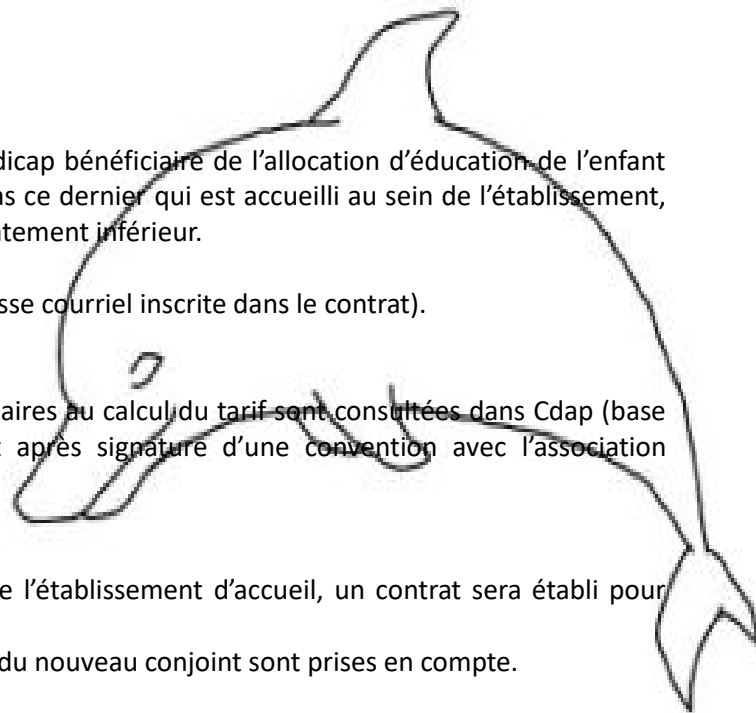 dicap bénéficiaire de l’allocation d’éducation de l’enfant
as ce dernier qui est accueilli au sein de l’établissement,
atement inférieur.
sse courriel inscrite dans le contrat).
aires au calcul du tarif sont consultées dans Cdap (base
t après signature d’une convention avec l’association
e l’établissement d’accueil, un contrat sera établi pour
du nouveau conjoint sont prises en compte.